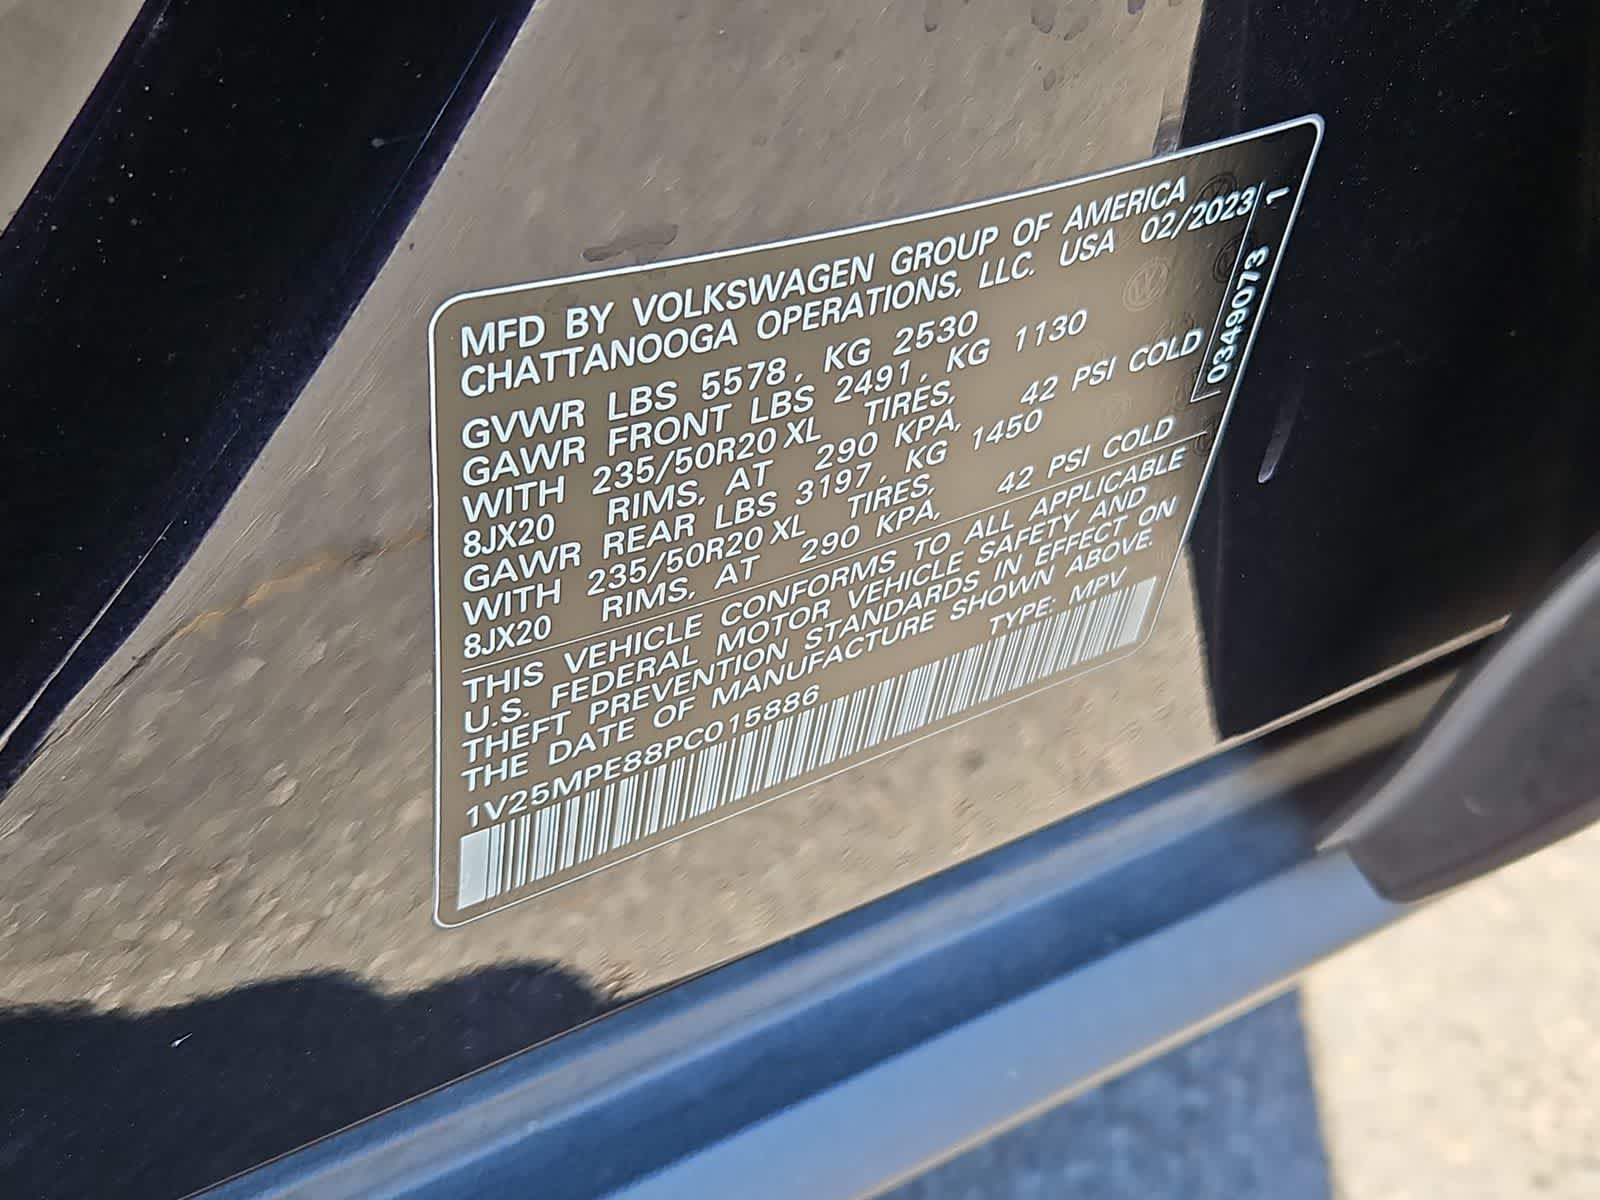 MFD BY VOLKSWAGEN GROUP OF AMERICA
CHATTANOOGA OPERATIONS, LLC. USA 02/2023
GVWR LBS 5578, KG 2530
GAWR FRONT LBS 2491, KG 1130
WITH 235/50R20 XL TIRES,
8JX20 RIMS, AT 290 KPA, 42 PSI COLD
GAWR REAR LBS 3197, KG 1450
WITH 235/50R20 XL TIRES,
8JX20 RIMS, AT 290 KPA, 42 PSI COLD
THIS VEHICLE CONFORMS TO ALL APPLICABLE
U.S. FEDERAL MOTOR VEHICLE SAFETY AND
THEFT PREVENTION STANDARDS IN EFFECT ON
THE DATE OF MANUFACTURE SHOWN ABOVE.
1V25MPE88PC015886 TYPE: MPV
0349073 1